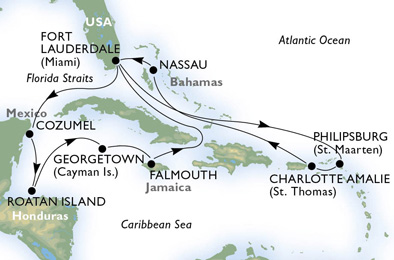 USA
FORT
LAUDERDALE
(Miami)
Atlantic Ocean
NASSAU
Bahamas
Florida Straits
Mexico
COZUMEL
PHILIPSBURG
(St. Maarten)
GEORGETOWN
(Cayman Is.)
FALMOUTH
Jamaica
CHARLOTTE AMALIE
(St. Thomas)
ROATAN ISLAND
Honduras
Caribbean Sea